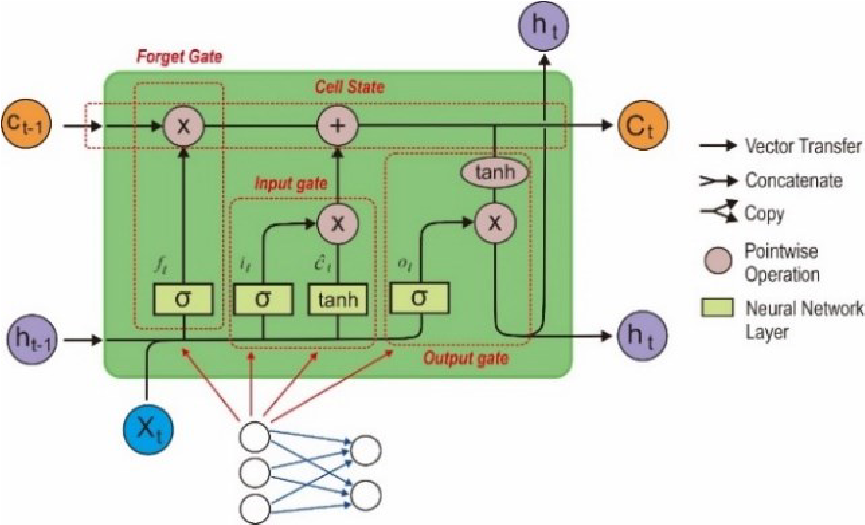 h t
Forget Gate
Cell State
C t-1
x
+
C t
tanh
Input gate
x
x
f t
i t
C̃ t
o t
σ
σ
tanh
σ
h t-1
h t
Output gate
X t
Vector Transfer
Concatenate
Copy
Pointwise
Operation
Neural Network
Layer